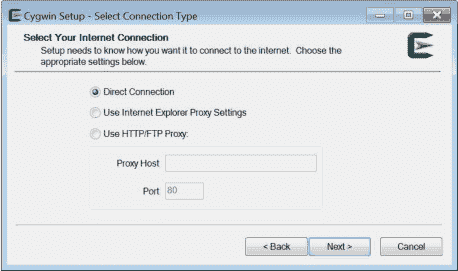 Cygwin Setup - Select Connection Type
Select Your Internet Connection
Setup needs to know how you want it to connect to the internet. Choose the
appropriate settings below.
Direct Connection
Use Internet Explorer Proxy Settings
Use HTTP/FTP Proxy:
Proxy Host
Port 80
< Back Next > Cancel